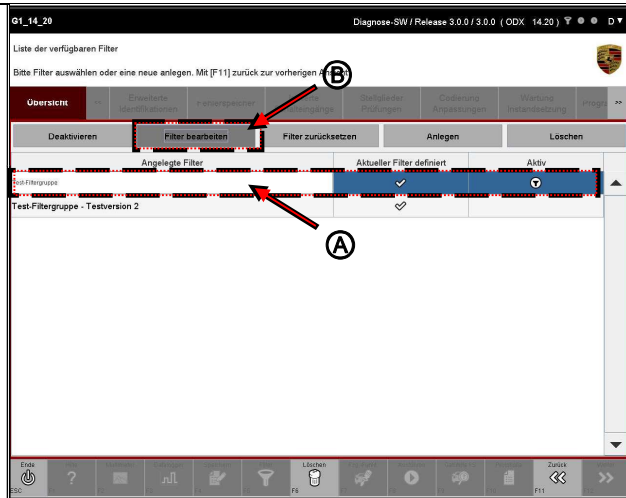 G1_14_20 Diagnose-SW / Release 3.0.0 / 3.0.0 ( ODX 14.20 ) D
Liste der verfügbaren Filter
Bitte Filter auswählen oder eine neue anlegen. Mit [F11] zurück zur vorherigen
B
Übersicht >> Erweiterte Identifikationen Fehlerspeicher Stellglieder Prüfungen Codierung Anpassungen Wartung Instandsetzung >>
Deaktivieren Filter bearbeiten Filter zurücksetzen Anlegen Löschen
Angelegte Filter Aktueller Filter definiert Aktiv
est-Filtergruppe
Test-Filtergruppe - Testversion 2
A
Ende Löschen Zurück
ESC F6 F11